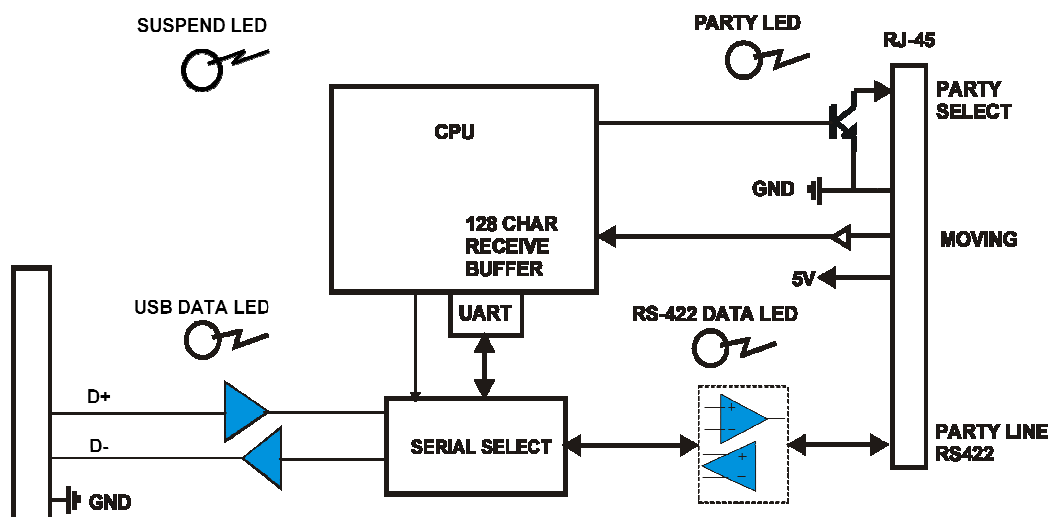 SUSPEND LED
PARTY LED
RJ-45
PARTY
SELECT
CPU
GND
128 CHAR
RECEIVE
BUFFER
MOVING
5V
USB DATA LED
UART
RS-422 DATA LED
D+
+
-
SERIAL SELECT
PARTY LINE
RS422
D-
+
-
GND